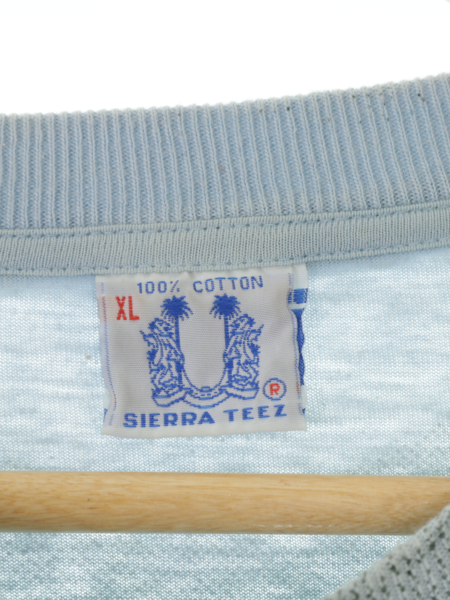 100% COTTON
XL
®
SIERRA TEEZ